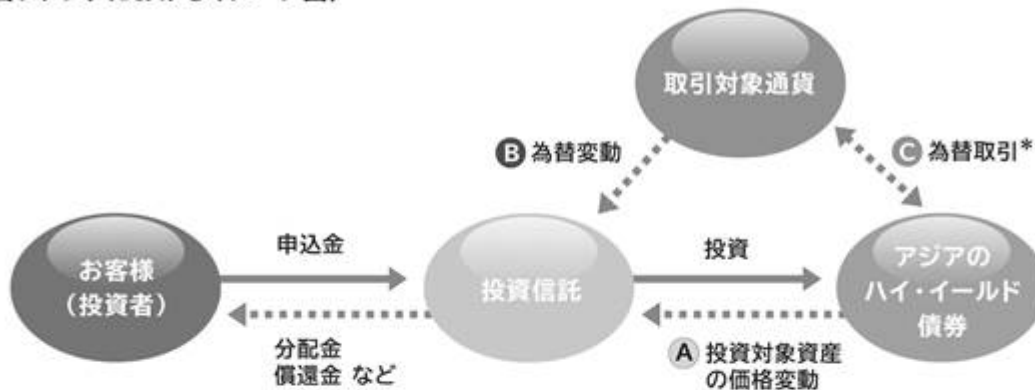 取引対象通貨
B 為替変動
C 為替取引*
お客様
（投資者）
申込金
投資信託
投資
アジアの
ハイ・イールド
債券
分配金
償還金 など
A 投資対象資産
の価格変動